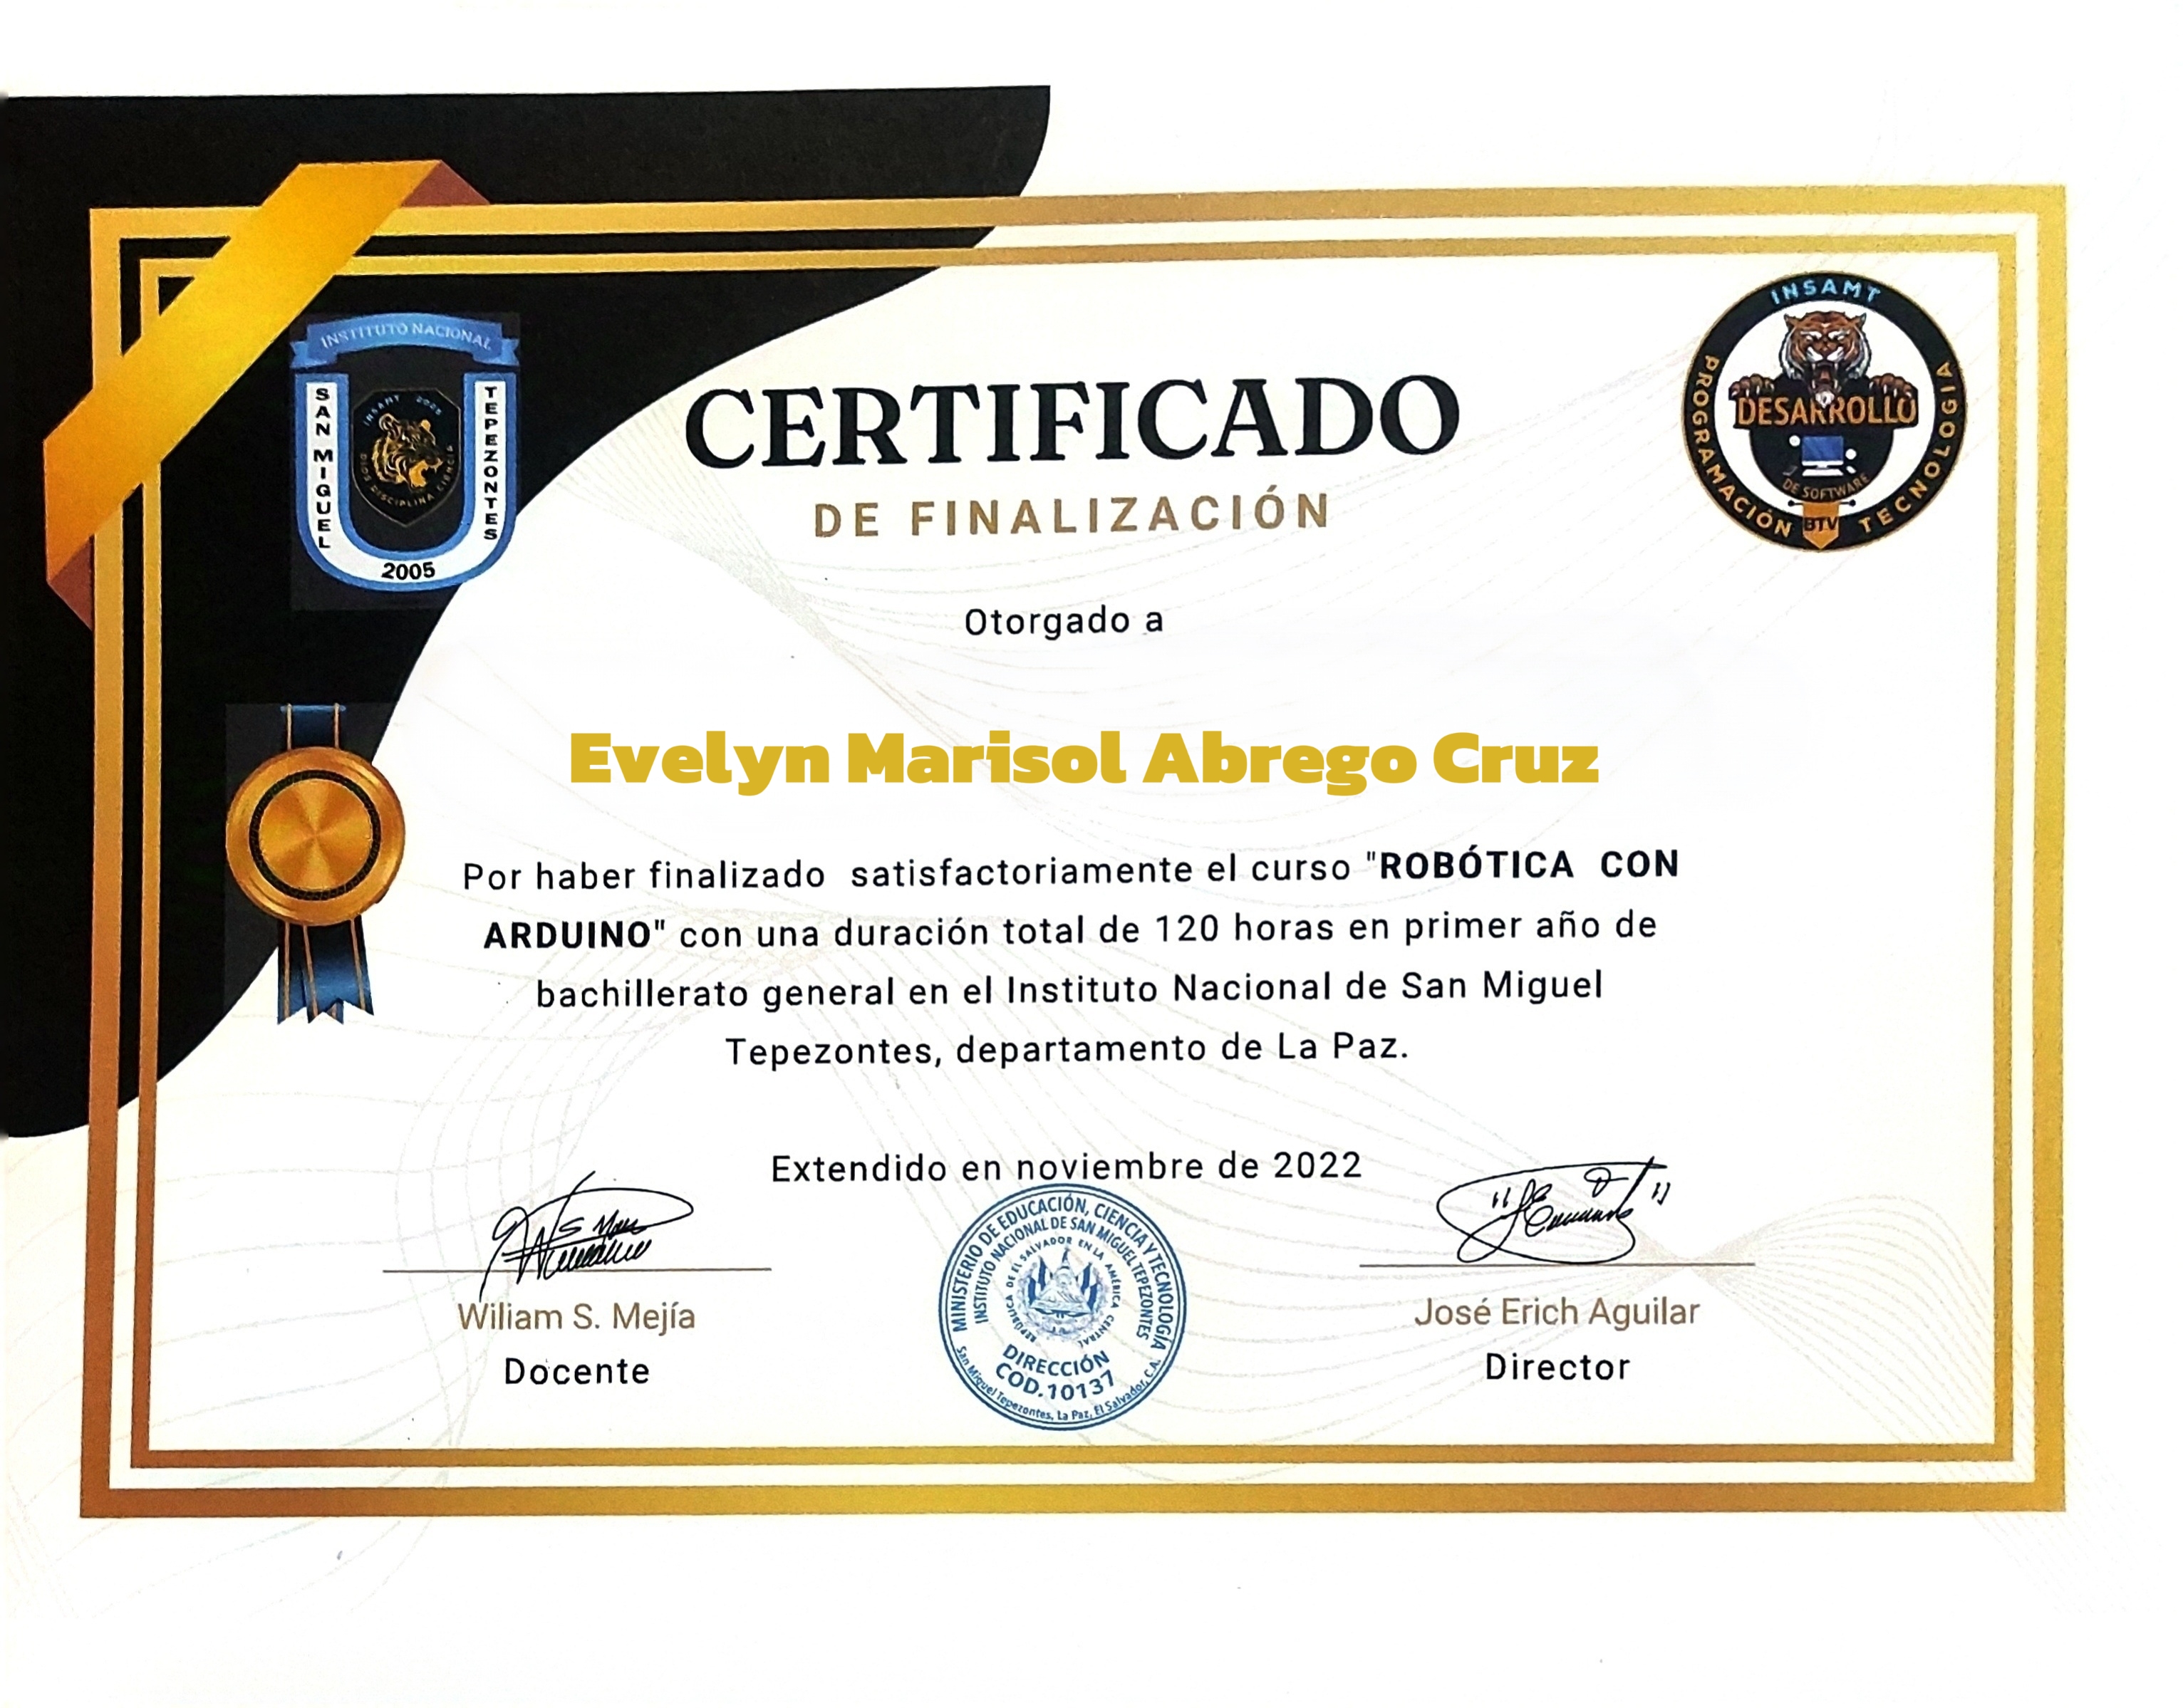 INSTITUTO NACIONAL
SAN MIGUEL
TEPEZONTES
INSAMT 2005
DIOS DISCIPLINA CIENCIA
2005
INSAMT
PROGRAMACIÓN
TECNOLOGIA
DESARROLLO
DE SOFTWARE
BTV
CERTIFICADO
DE FINALIZACIÓN
Otorgado a
Evelyn Marisol Abrego Cruz
Por haber finalizado satisfactoriamente el curso "ROBÓTICA CON
ARDUINO" con una duración total de 120 horas en primer año de
bachillerato general en el Instituto Nacional de San Miguel
Tepezontes, departamento de La Paz.
Extendido en noviembre de 2022
Wiliam S. Mejía
Docente
MINISTERIO DE EDUCACIÓN, CIENCIA Y TECNOLOGÍA
INSTITUTO NACIONAL DE SAN MIGUEL TEPEZONTES
REPÚBLICA DE EL SALVADOR EN LA AMÉRICA CENTRAL
DIRECCIÓN
COD. 10137
San Miguel Tepezontes, La Paz, El Salvador, C.A.
José Erich Aguilar
Director